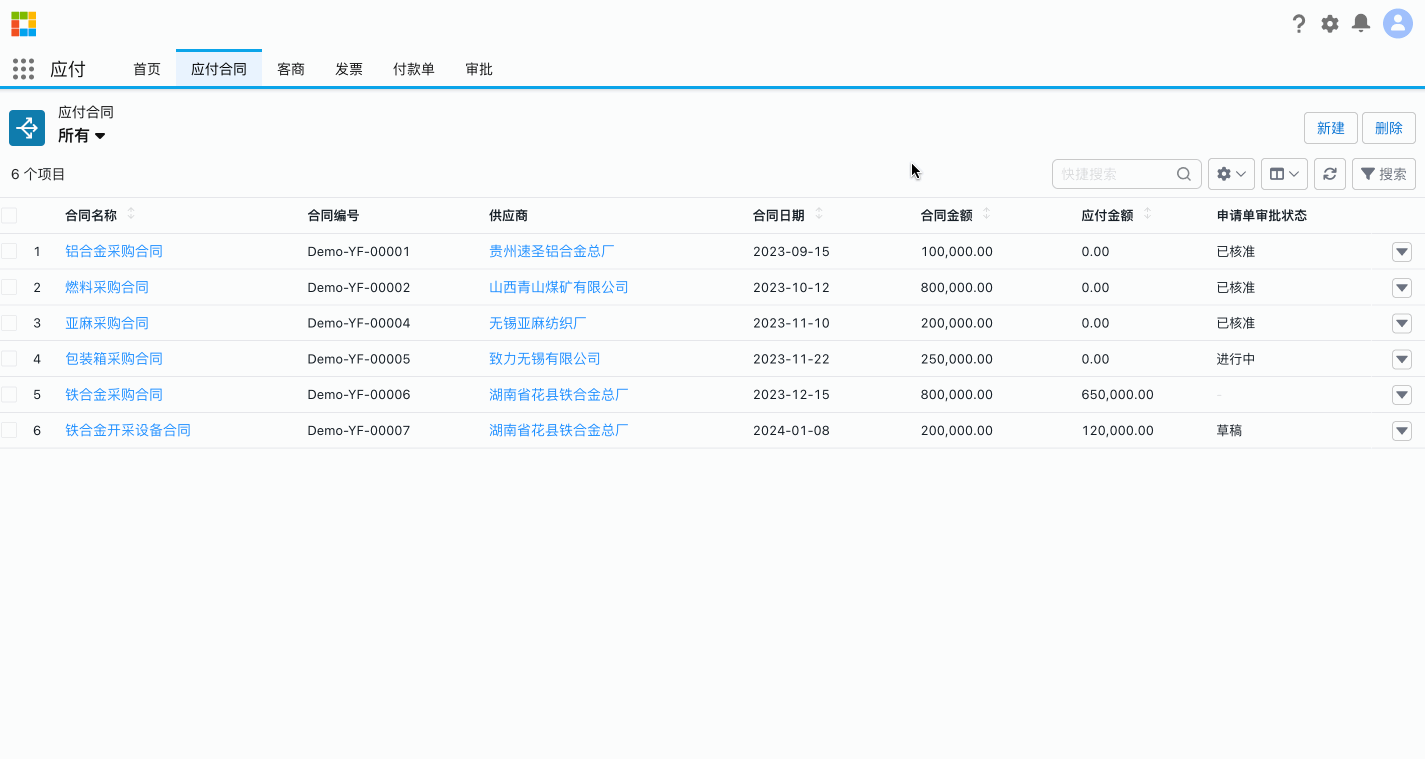 应付 首页 应付合同 客商 发票 付款单 审批
应付合同
所有
新建 删除
6 个项目
快捷搜索 搜索
合同名称 合同编号 供应商 合同日期 合同金额 应付金额 申请单审批状态
1 铝合金采购合同 Demo-YF-00001 贵州速圣铝合金总厂 2023-09-15 100,000.00 0.00 已核准
2 燃料采购合同 Demo-YF-00002 山西青山煤矿有限公司 2023-10-12 800,000.00 0.00 已核准
3 亚麻采购合同 Demo-YF-00004 无锡亚麻纺织厂 2023-11-10 200,000.00 0.00 已核准
4 包装箱采购合同 Demo-YF-00005 致力无锡有限公司 2023-11-22 250,000.00 0.00 进行中
5 铁合金采购合同 Demo-YF-00006 湖南省花县铁合金总厂 2023-12-15 800,000.00 650,000.00 -
6 铁合金开采设备合同 Demo-YF-00007 湖南省花县铁合金总厂 2024-01-08 200,000.00 120,000.00 草稿